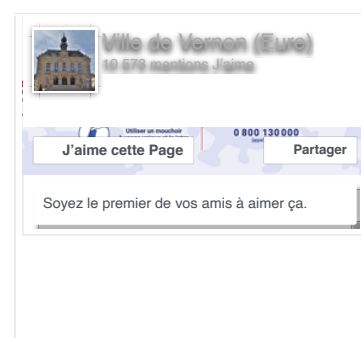 Ville de Vernon (Eure)
10 573 mentions J'aime
Utiliser un mouchoir
0 800 130 000
J'aime cette Page
Partager
Soyez le premier de vos amis à aimer ça.